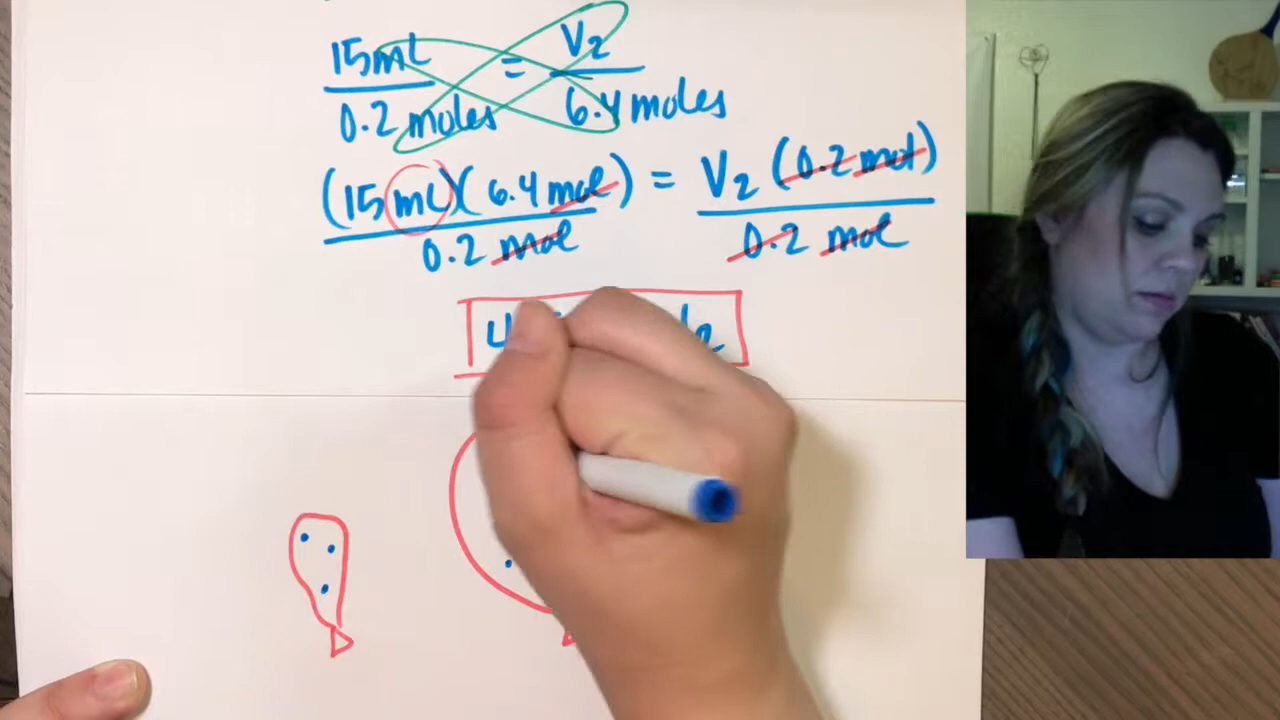 15mL = V2
0.2 moles 6.4 moles
(15mL)(6.4 mol) = V2 (0.2 mol)
0.2 mol 0.2 mol